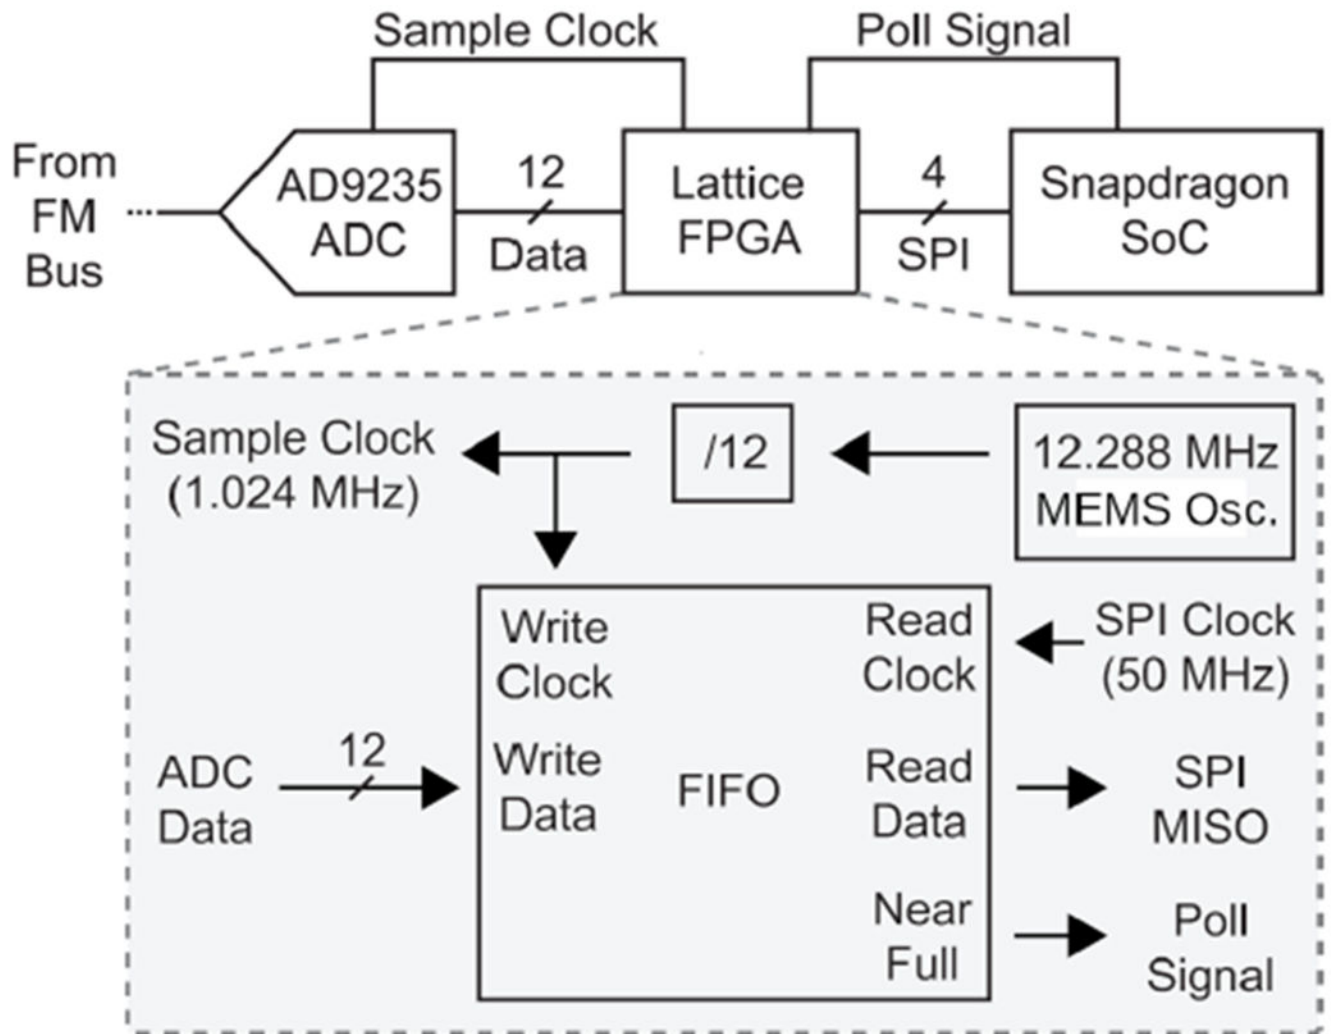 Sample Clock
Poll Signal
From
FM
Bus
AD9235
ADC
12
Data
Lattice
FPGA
4
SPI
Snapdragon
SoC
Sample Clock
(1.024 MHz)
/12
12.288 MHz
MEMS Osc.
Write
Clock
Read
Clock
SPI Clock
(50 MHz)
ADC
Data
12
Write
Data
FIFO
Read
Data
SPI
MISO
Near
Full
Poll
Signal